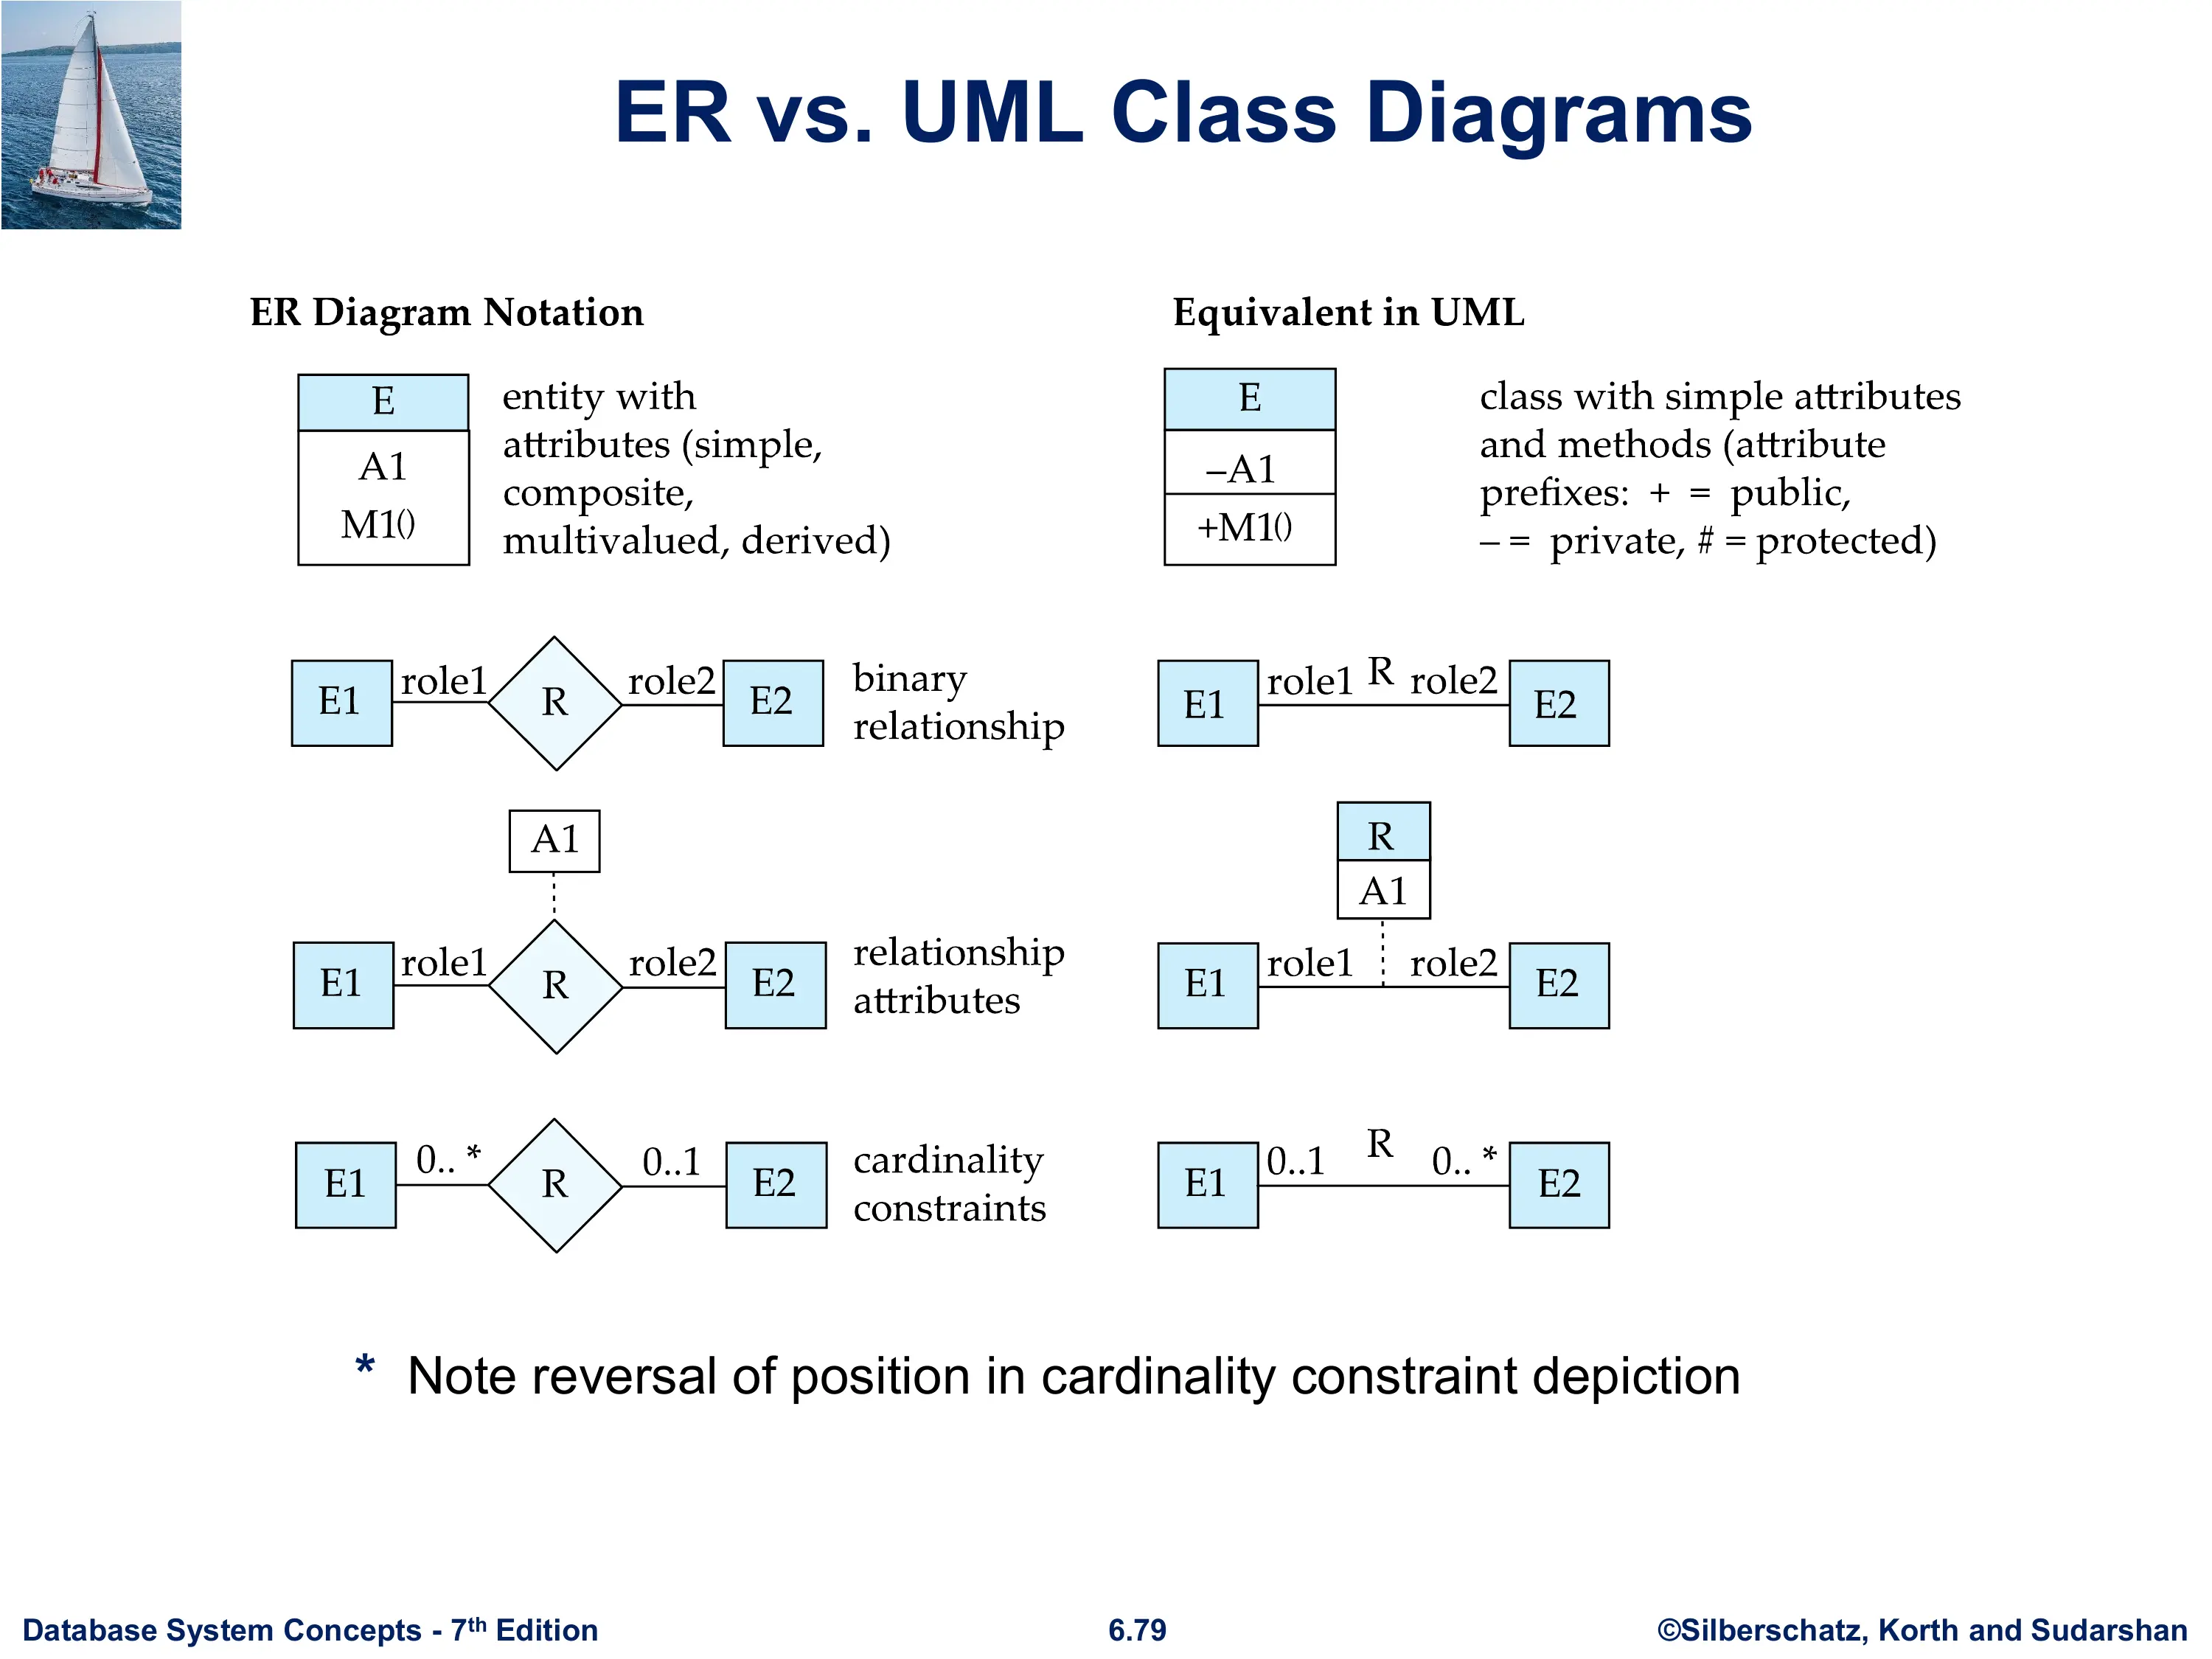 ER vs. UML Class Diagrams
ER Diagram Notation
E
A1
M1()
entity with
attributes (simple,
composite,
multivalued, derived)
E1 role1 R role2 E2
binary
relationship
A1
E1 role1 R role2 E2
relationship
attributes
E1 0.. * R 0..1 E2
cardinality
constraints
Equivalent in UML
E
–A1
+M1()
class with simple attributes
and methods (attribute
prefixes: + = public,
– = private, # = protected)
E1 role1 R role2 E2
R
A1
E1 role1 role2 E2
E1 0..1 R 0.. * E2
* Note reversal of position in cardinality constraint depiction
Database System Concepts - 7th Edition
6.79
©Silberschatz, Korth and Sudarshan